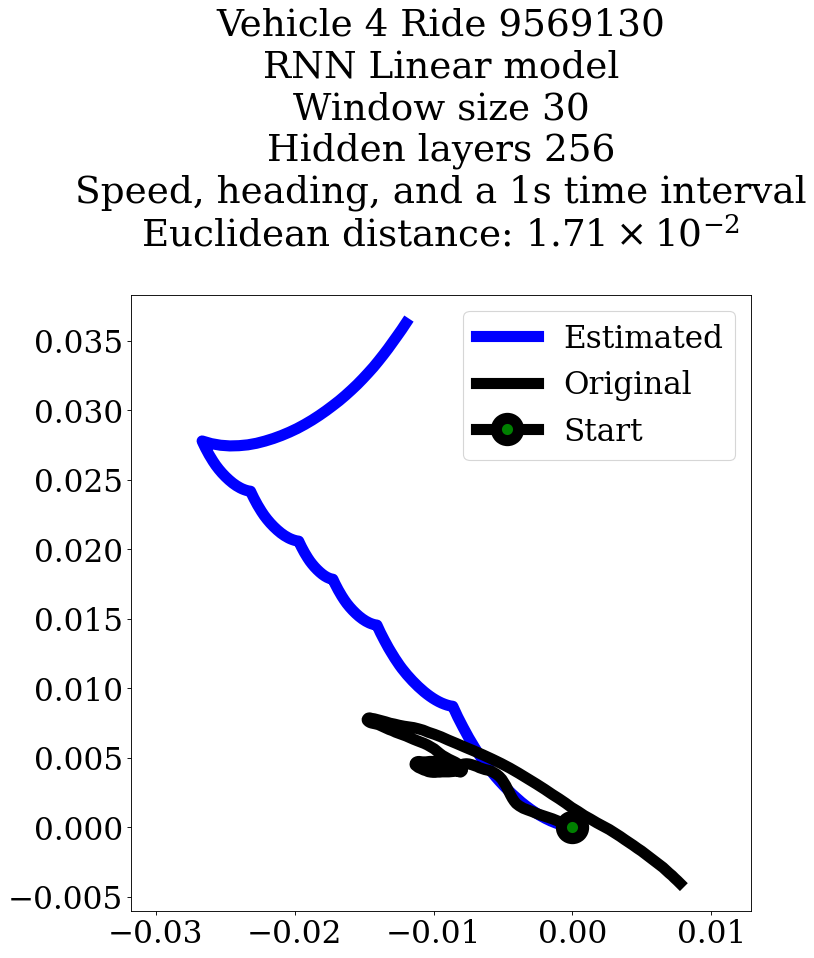 Vehicle 4 Ride 9569130
RNN Linear model
Window size 30
Hidden layers 256
Speed, heading, and a 1s time interval
Euclidean distance: 1.71 × 10⁻²
Estimated
Original
Start
0.035
0.030
0.025
0.020
0.015
0.010
0.005
0.000
−0.005
−0.03 −0.02 −0.01 0.00 0.01